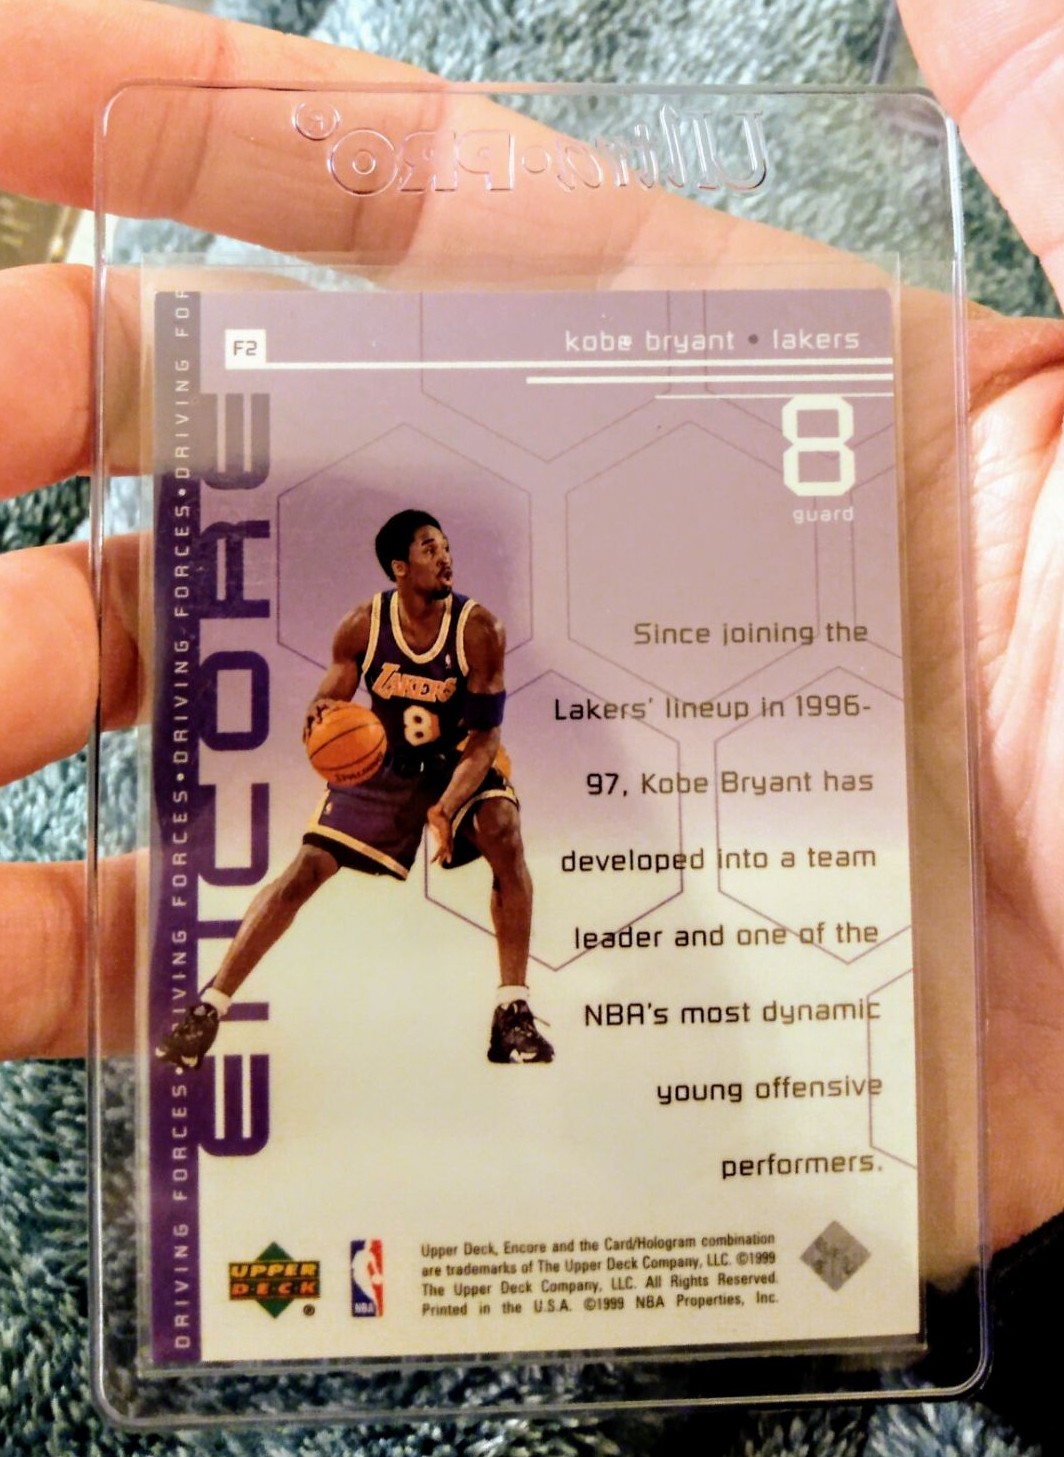 Ultra·PRO®
F2
kobe bryant • lakers
8
guard
ENCORE
DRIVING FORCES•DRIVING FORCES•DRIVING FORCES•DRIVING FORCES•DRIVING FOR
LAKERS
8
SPALDING
Since joining the
Lakers' lineup in 1996-
97, Kobe Bryant has
developed into a team
leader and one of the
NBA's most dynamic
young offensive
performers.
UPPER
DECK
®
NBA
Upper Deck, Encore and the Card/Hologram combination
are trademarks of The Upper Deck Company, LLC. ©1999
The Upper Deck Company, LLC. All Rights Reserved.
Printed in the U.S.A. ©1999 NBA Properties, Inc.